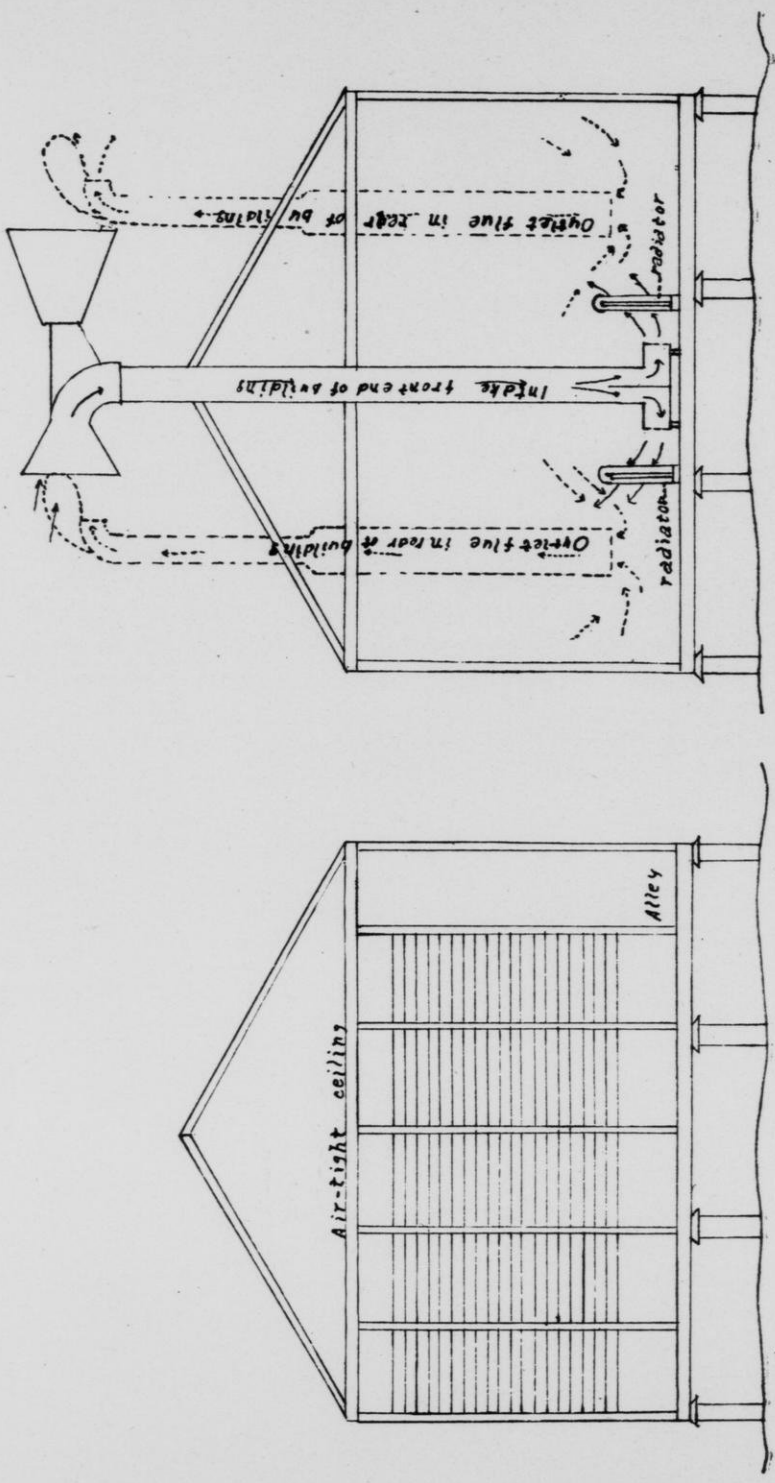 Outlet flue in rear of building
radiator
Intake front end of building
Outlet flue in rear of building
radiator
Air-tight ceiling
Alley